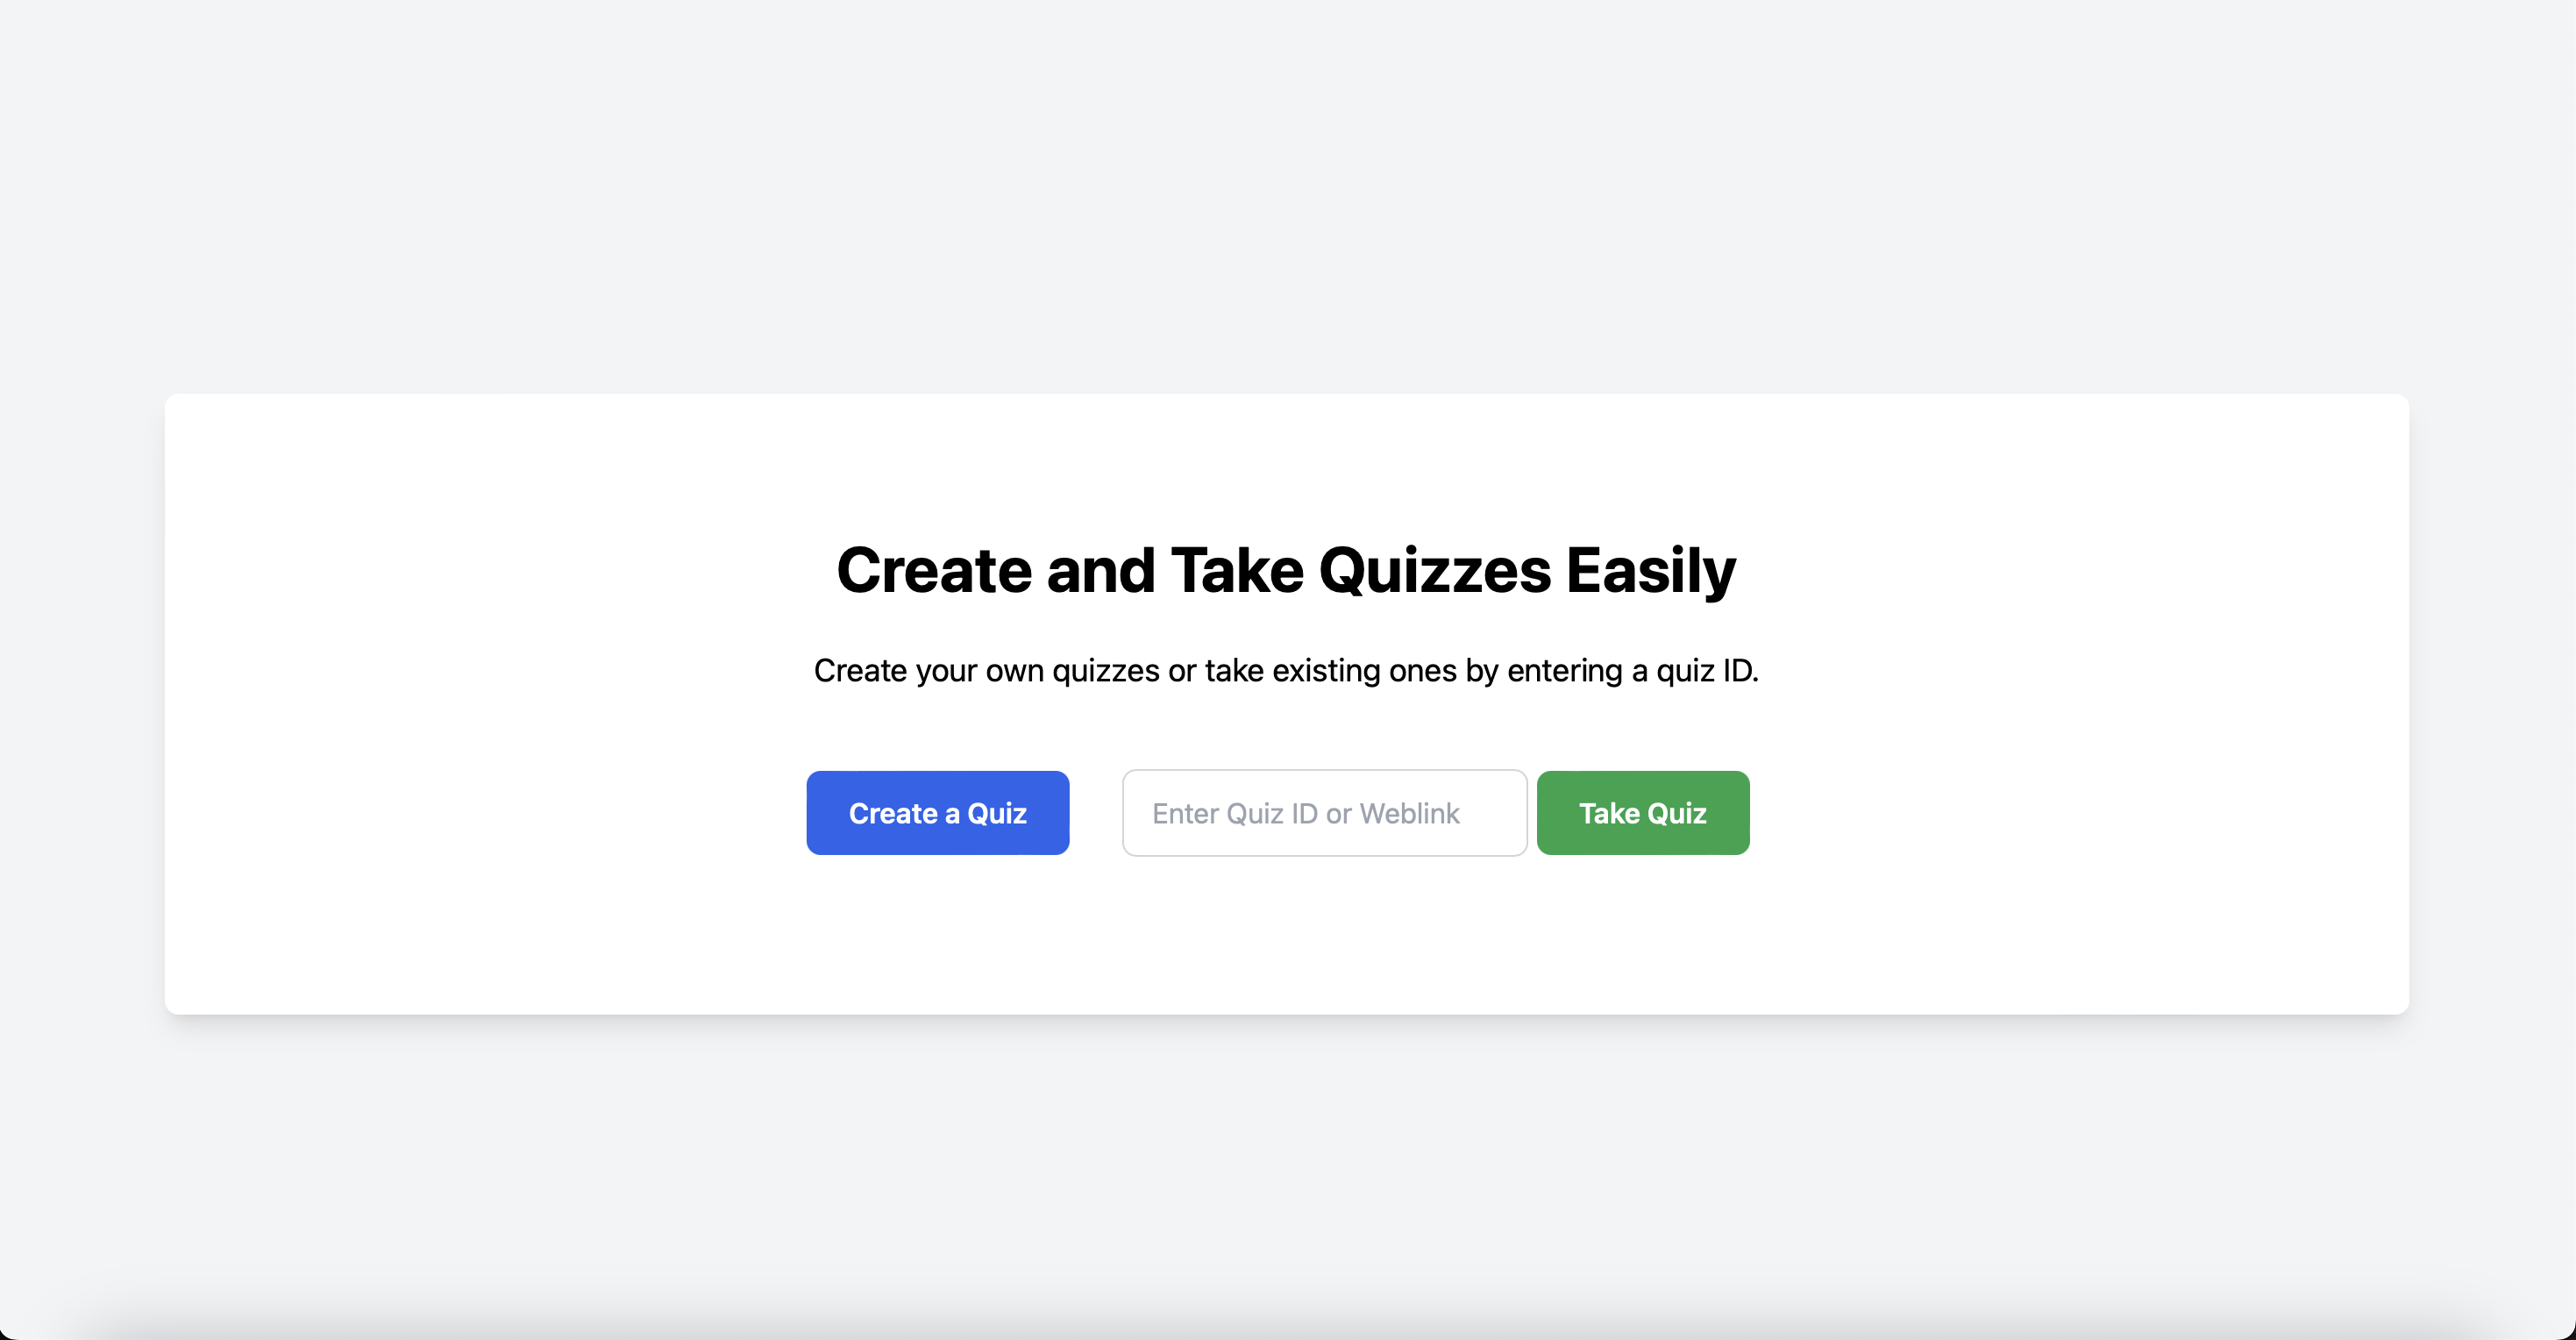 Create and Take Quizzes Easily
Create your own quizzes or take existing ones by entering a quiz ID.
Create a Quiz
Enter Quiz ID or Weblink
Take Quiz